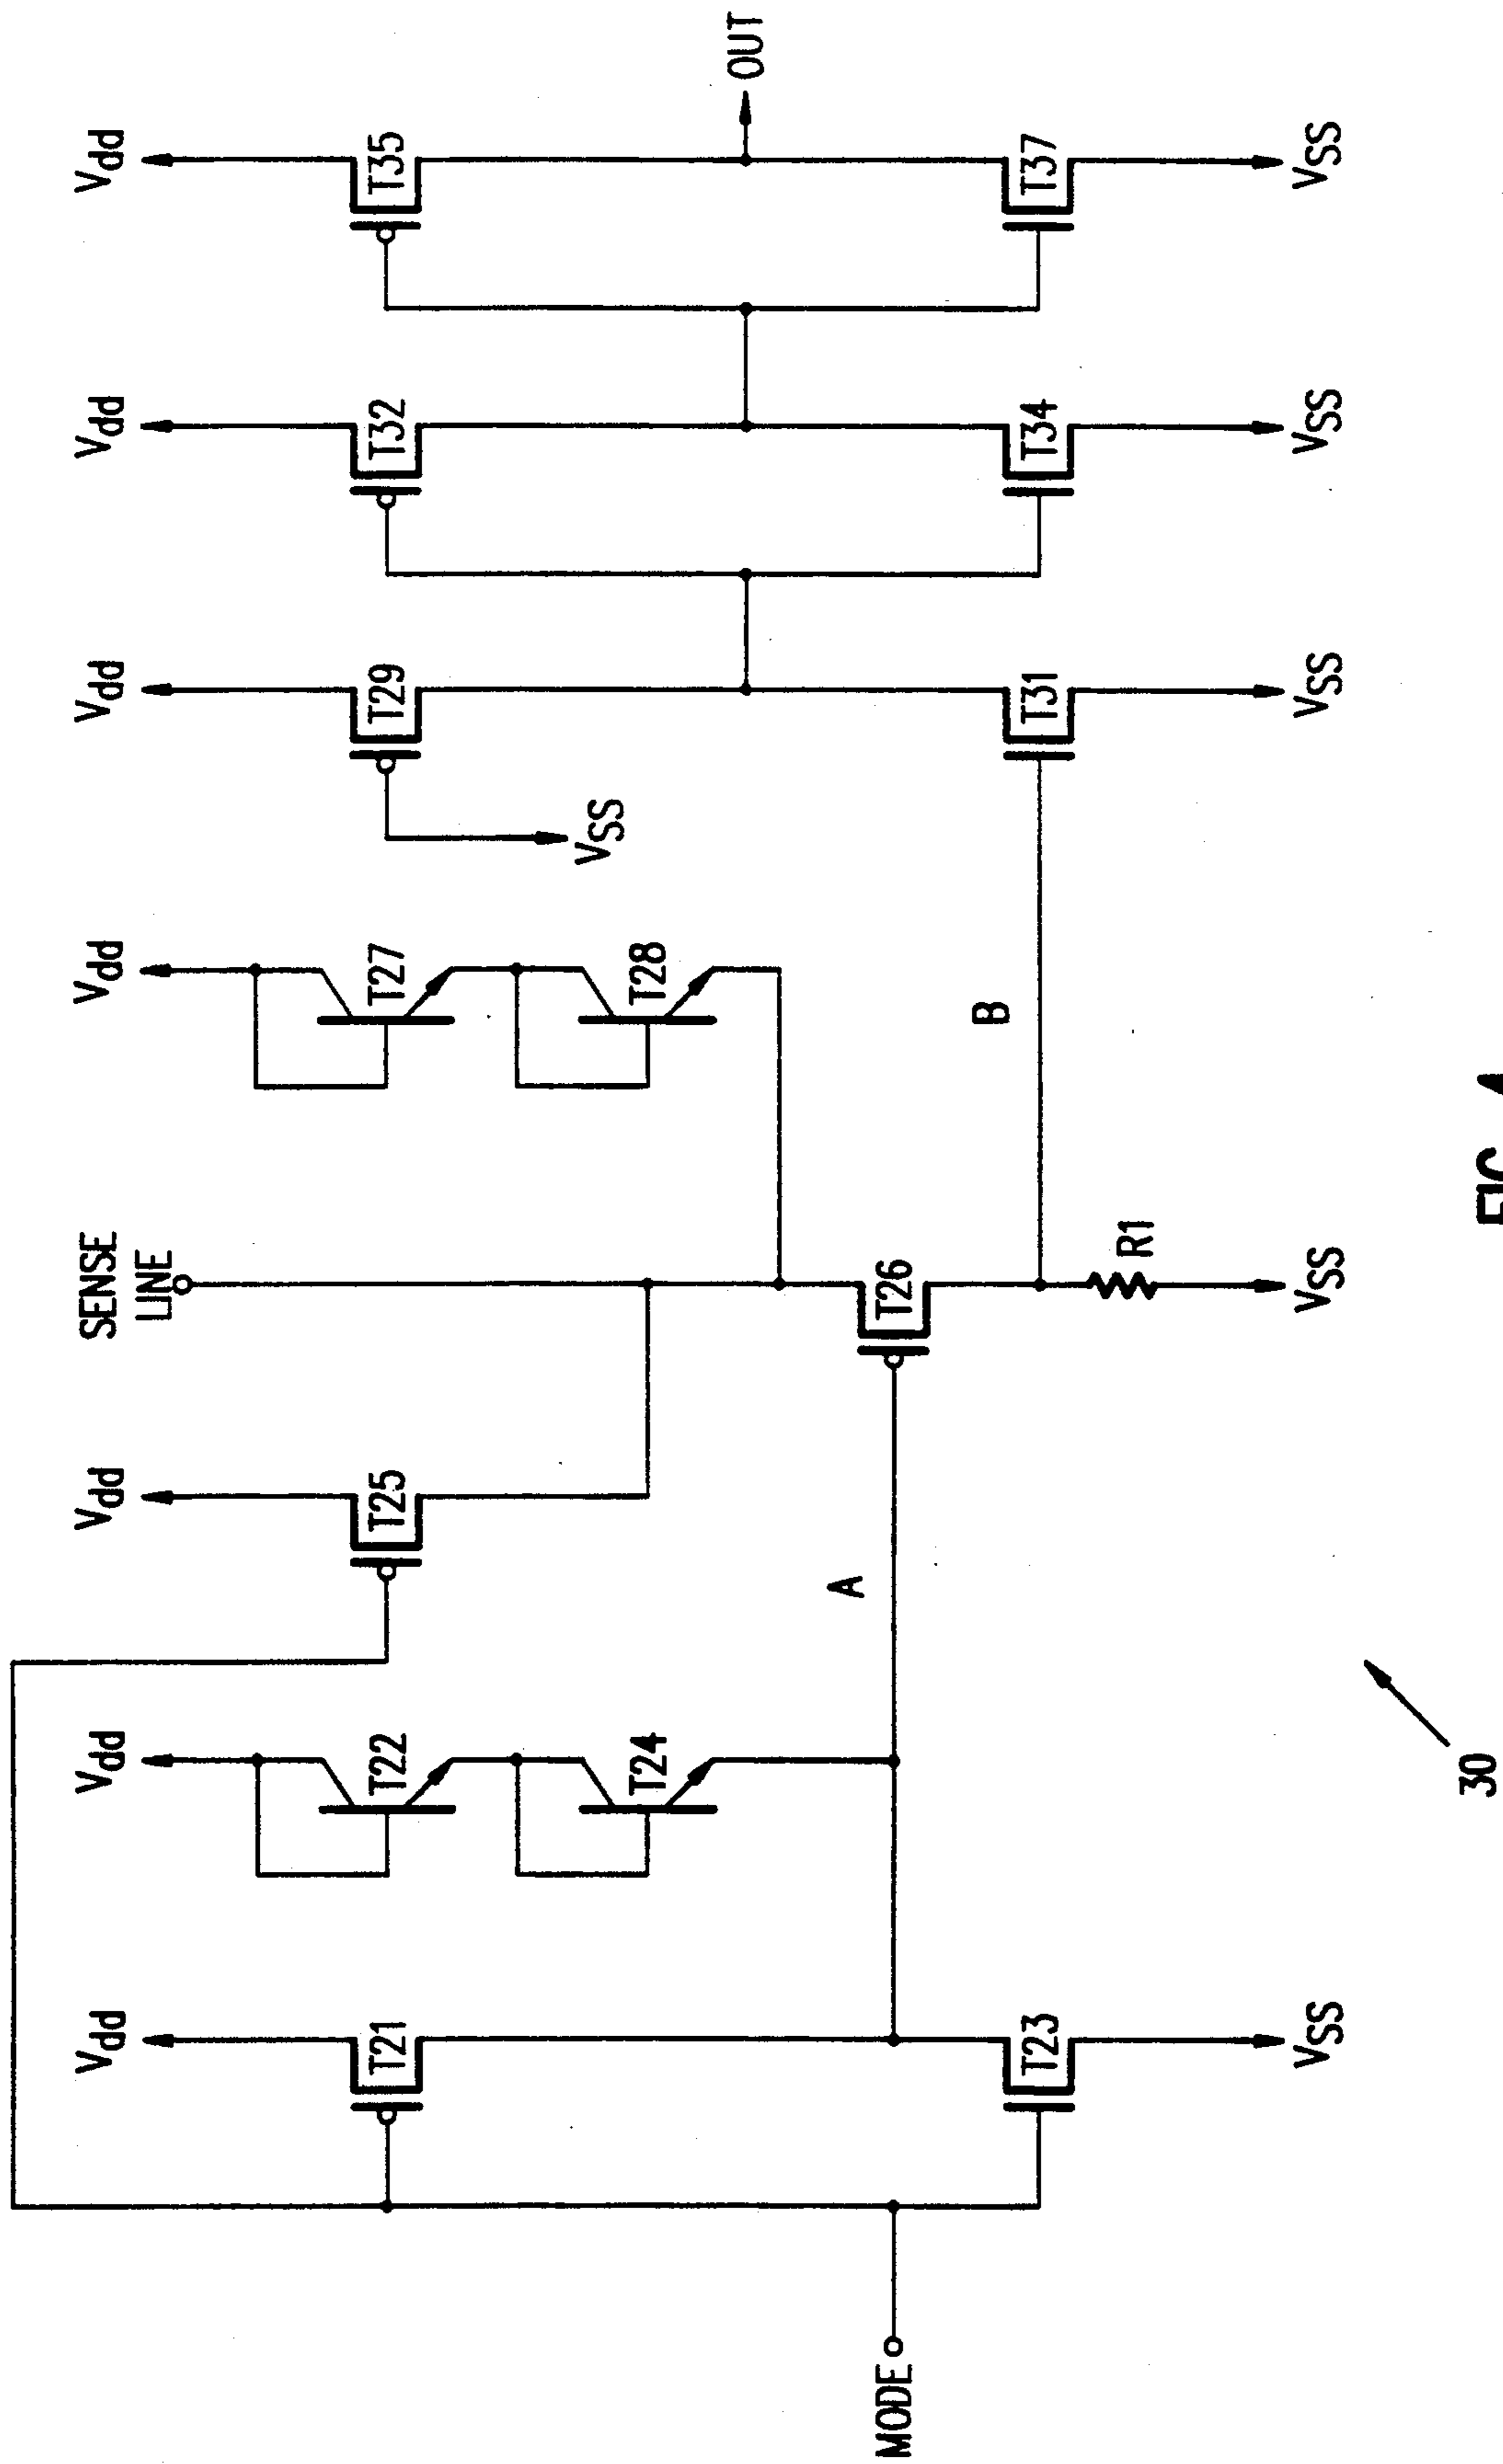 Vdd
Vdd
Vdd
SENSE
LINE
Vdd
Vdd
Vdd
Vdd
T21
T22
T25
T27
T29
T32
T35
T24
T28
VSS
OUT
MODE
A
T26
B
T23
R1
T31
T34
T37
VSS
VSS
VSS
VSS
VSS
30